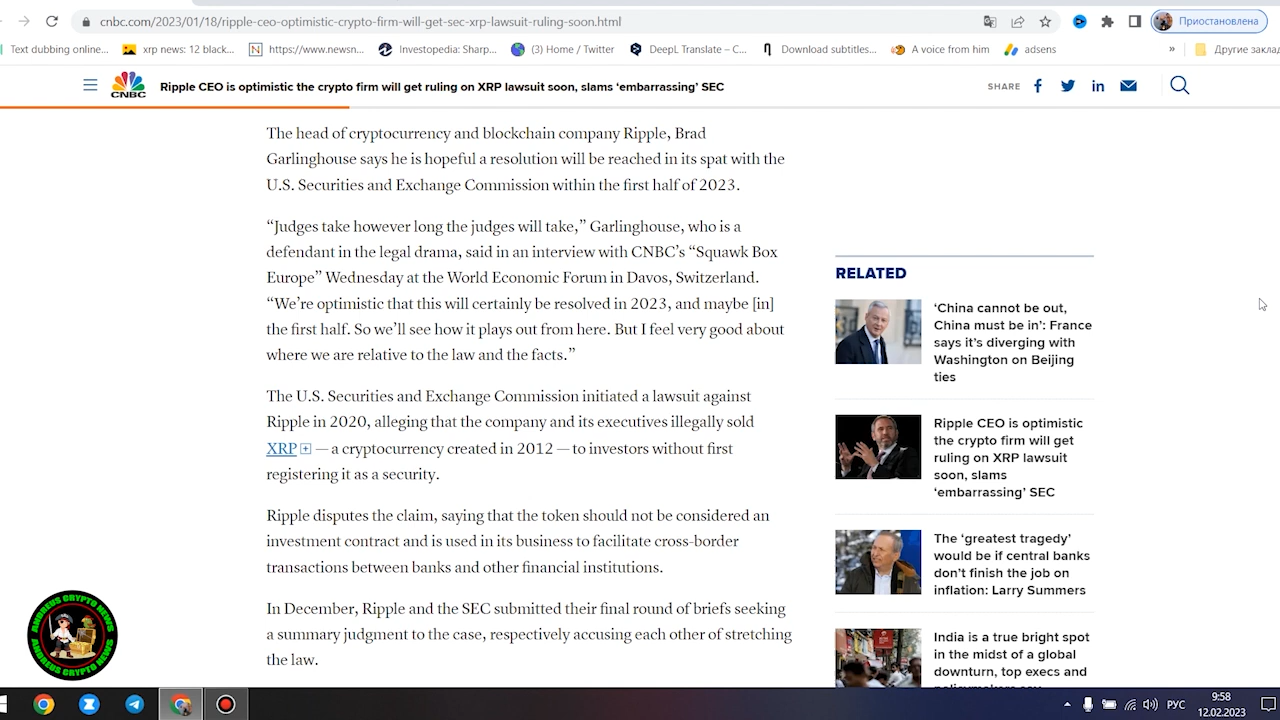 cnbc.com/2023/01/18/ripple-ceo-optimistic-crypto-firm-will-get-sec-xrp-lawsuit-ruling-soon.html
Приостановлена
Text dubbing online...
xrp news: 12 black...
https://www.newsn...
Investopedia: Sharp...
(3) Home / Twitter
DeepL Translate – C...
Download subtitles...
A voice from him
adsens
»
Другие закла
CNBC
Ripple CEO is optimistic the crypto firm will get ruling on XRP lawsuit soon, slams ‘embarrassing’ SEC
SHARE
The head of cryptocurrency and blockchain company Ripple, Brad
Garlinghouse says he is hopeful a resolution will be reached in its spat with the
U.S. Securities and Exchange Commission within the first half of 2023.
“Judges take however long the judges will take,” Garlinghouse, who is a
defendant in the legal drama, said in an interview with CNBC’s “Squawk Box
Europe” Wednesday at the World Economic Forum in Davos, Switzerland.
“We’re optimistic that this will certainly be resolved in 2023, and maybe [in]
the first half. So we’ll see how it plays out from here. But I feel very good about
where we are relative to the law and the facts.”
The U.S. Securities and Exchange Commission initiated a lawsuit against
Ripple in 2020, alleging that the company and its executives illegally sold
XRP — a cryptocurrency created in 2012 — to investors without first
registering it as a security.
Ripple disputes the claim, saying that the token should not be considered an
investment contract and is used in its business to facilitate cross-border
transactions between banks and other financial institutions.
In December, Ripple and the SEC submitted their final round of briefs seeking
a summary judgment to the case, respectively accusing each other of stretching
the law.
RELATED
‘China cannot be out,
China must be in’: France
says it’s diverging with
Washington on Beijing
ties
Ripple CEO is optimistic
the crypto firm will get
ruling on XRP lawsuit
soon, slams
‘embarrassing’ SEC
The ‘greatest tragedy’
would be if central banks
don’t finish the job on
inflation: Larry Summers
India is a true bright spot
in the midst of a global
downturn, top execs and
ANDREUS CRYPTO NEWS
ANDREUS CRYPTO NEWS
РУС
9:58
12.02.2023